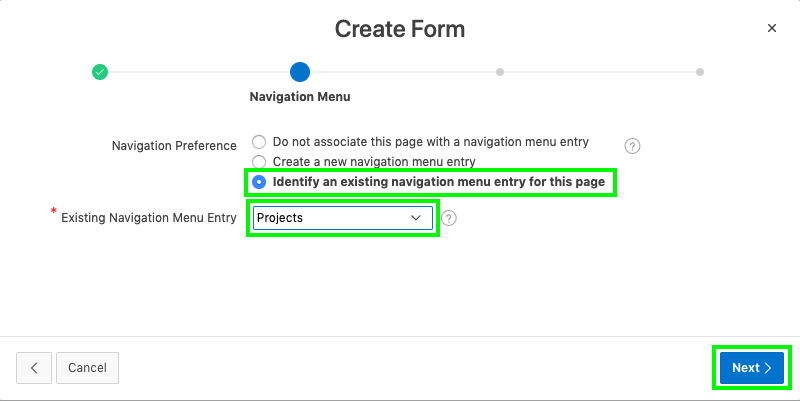 Create Form
Navigation Menu
Navigation Preference
Do not associate this page with a navigation menu entry
Create a new navigation menu entry
Identify an existing navigation menu entry for this page
* Existing Navigation Menu Entry
Projects
Cancel
Next